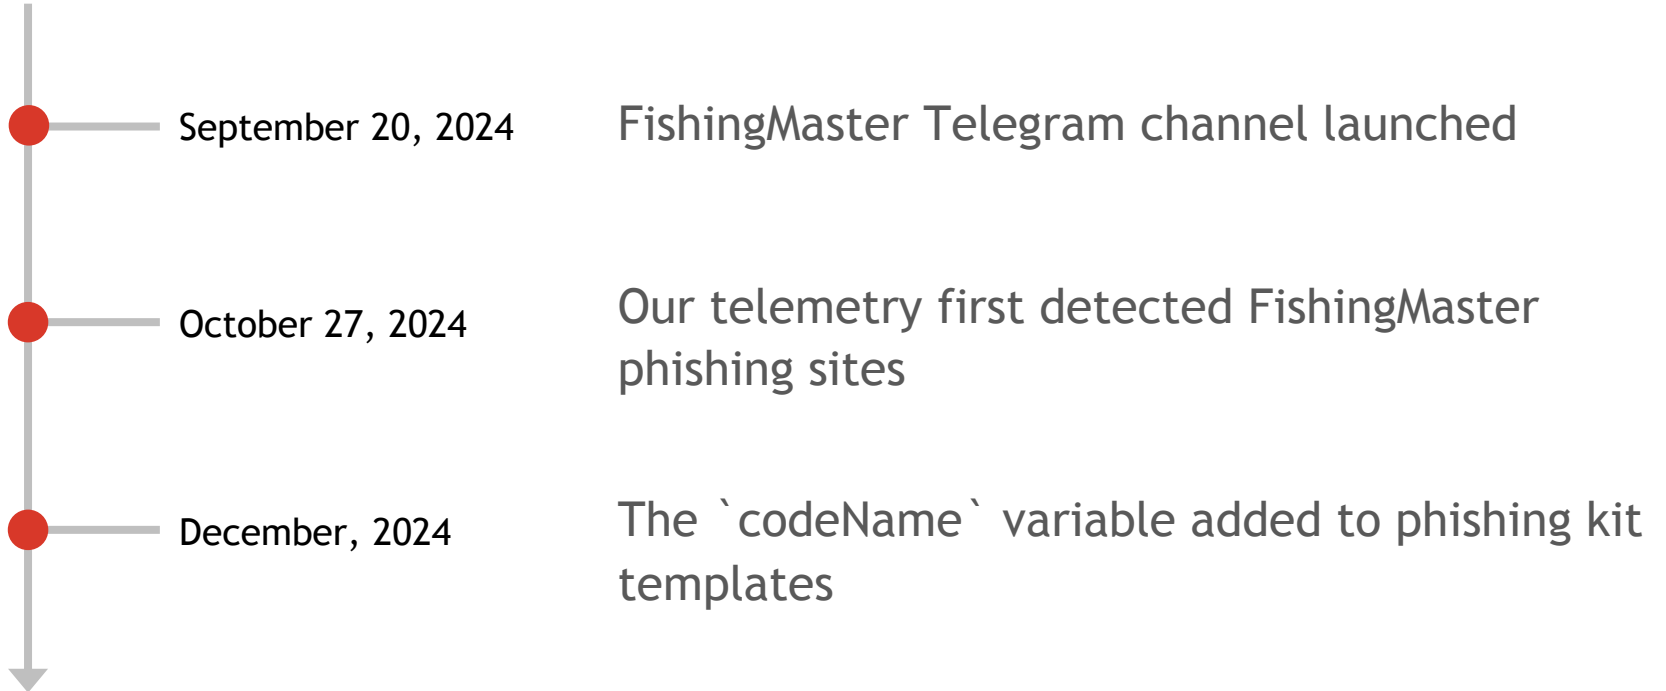 September 20, 2024
FishingMaster Telegram channel launched
October 27, 2024
Our telemetry first detected FishingMaster
phishing sites
December, 2024
The `codeName` variable added to phishing kit
templates